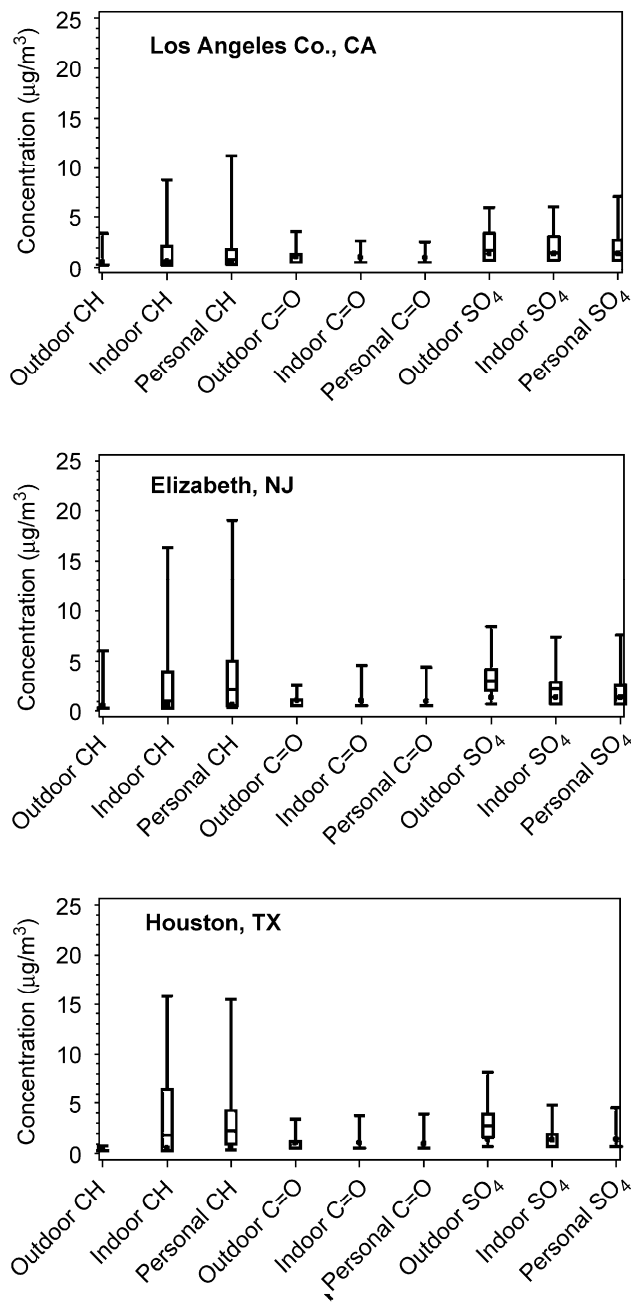 Los Angeles Co., CA
Concentration (μg/m³)
25
20
15
10
5
0
Outdoor CH
Indoor CH
Personal CH
Outdoor C=O
Indoor C=O
Personal C=O
Outdoor SO₄
Indoor SO₄
Personal SO₄
Elizabeth, NJ
Concentration (μg/m³)
25
20
15
10
5
0
Outdoor CH
Indoor CH
Personal CH
Outdoor C=O
Indoor C=O
Personal C=O
Outdoor SO₄
Indoor SO₄
Personal SO₄
Houston, TX
Concentration (μg/m³)
25
20
15
10
5
0
Outdoor CH
Indoor CH
Personal CH
Outdoor C=O
Indoor C=O
Personal C=O
Outdoor SO₄
Indoor SO₄
Personal SO₄